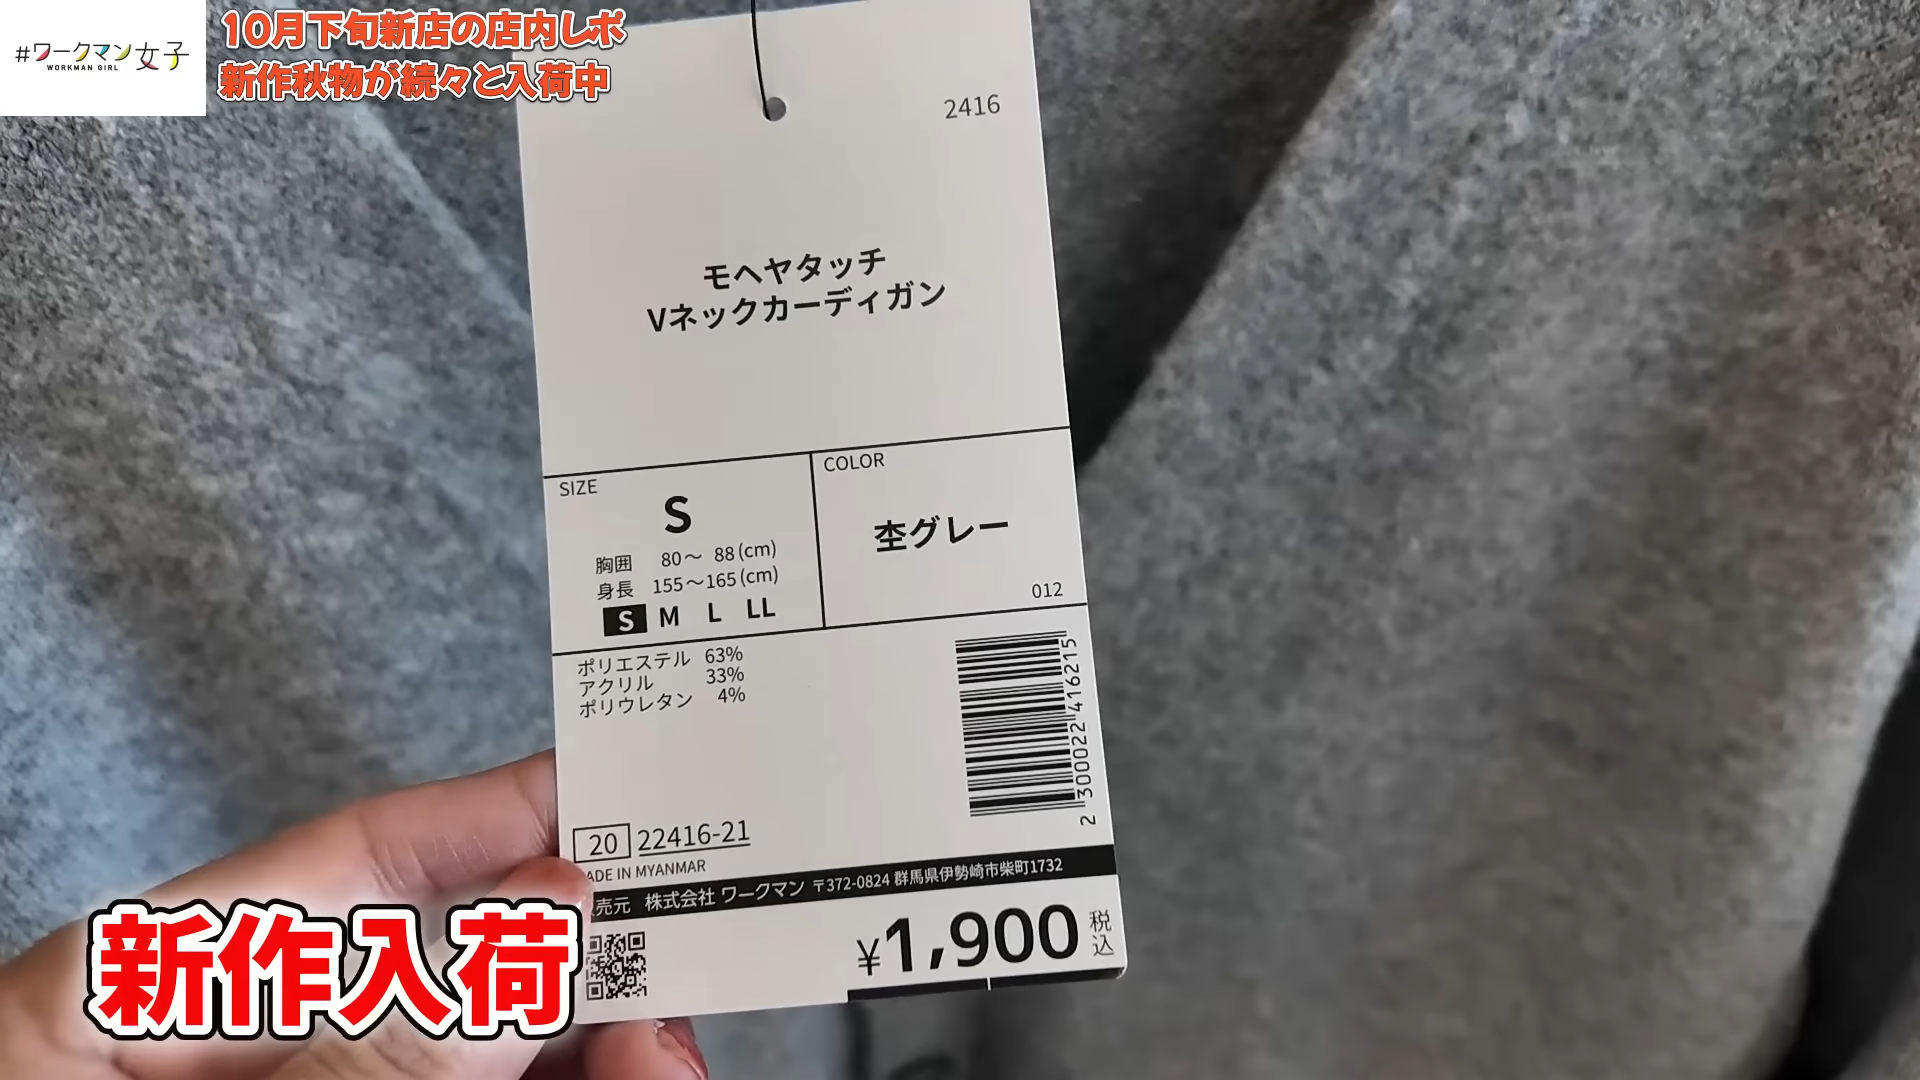 #ワークマン女子
WORKMAN GIRL
10月下旬新店の店内レポ
新作秋物が続々と入荷中
2416
モヘヤタッチ
Vネックカーディガン
SIZE
S
胸囲 80〜 88(cm)
身長 155〜165(cm)
S M L LL
COLOR
杢グレー
012
ポリエステル 63%
アクリル 33%
ポリウレタン 4%
2 300022 416215
20 22416-21
ADE IN MYANMAR
売元 株式会社 ワークマン 〒372-0824 群馬県伊勢崎市柴町1732
¥1,900 税込
新作入荷